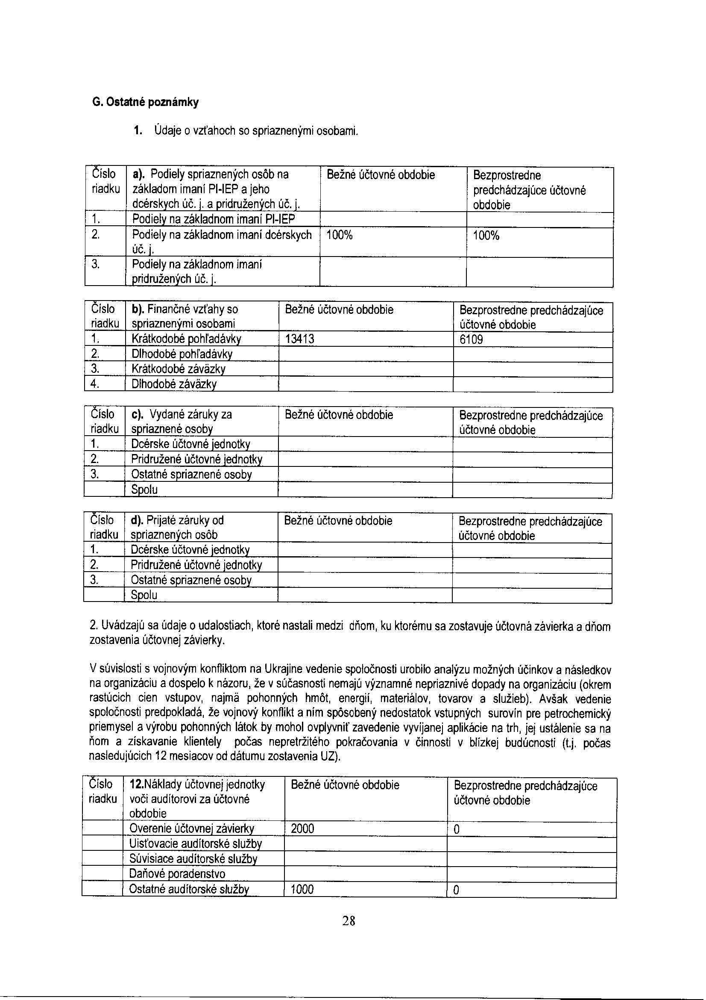 G. Ostatné poznámky
1. Údaje o vzťahoch so spriaznenými osobami.
Číslo riadku a). Podiely spriaznených osôb na základom imaní PI-IEP a jeho dcérskych úč. j. a pridružených úč. j. Bežné účtovné obdobie Bezprostredne predchádzajúce účtovné obdobie
1. Podiely na základnom imaní PI-IEP
2. Podiely na základnom imaní dcérskych úč. j. 100% 100%
3. Podiely na základnom imaní pridružených úč. j.
Číslo riadku b). Finančné vzťahy so spriaznenými osobami Bežné účtovné obdobie Bezprostredne predchádzajúce účtovné obdobie
1. Krátkodobé pohľadávky 13413 6109
2. Dlhodobé pohľadávky
3. Krátkodobé záväzky
4. Dlhodobé záväzky
Číslo riadku c). Vydané záruky za spriaznené osoby Bežné účtovné obdobie Bezprostredne predchádzajúce účtovné obdobie
1. Dcérske účtovné jednotky
2. Pridružené účtovné jednotky
3. Ostatné spriaznené osoby
Spolu
Číslo riadku d). Prijaté záruky od spriaznených osôb Bežné účtovné obdobie Bezprostredne predchádzajúce účtovné obdobie
1. Dcérske účtovné jednotky
2. Pridružené účtovné jednotky
3. Ostatné spriaznené osoby
Spolu
2. Uvádzajú sa údaje o udalostiach, ktoré nastali medzi dňom, ku ktorému sa zostavuje účtovná závierka a dňom
zostavenia účtovnej závierky.
V súvislosti s vojnovým konfliktom na Ukrajine vedenie spoločnosti urobilo analýzu možných účinkov a následkov
na organizáciu a dospelo k názoru, že v súčasnosti nemajú významné nepriaznivé dopady na organizáciu (okrem
rastúcich cien vstupov, najmä pohonných hmôt, energií, materiálov, tovarov a služieb). Avšak vedenie
spoločnosti predpokladá, že vojnový konflikt a ním spôsobený nedostatok vstupných surovín pre petrochemický
priemysel a výrobu pohonných látok by mohol ovplyvniť zavedenie vyvíjanej aplikácie na trh, jej ustálenie sa na
ňom a získavanie klientely počas nepretržitého pokračovania v činnosti v blízkej budúcnosti (t.j. počas
nasledujúcich 12 mesiacov od dátumu zostavenia UZ).
Číslo riadku 12.Náklady účtovnej jednotky voči audítorovi za účtovné obdobie Bežné účtovné obdobie Bezprostredne predchádzajúce účtovné obdobie
Overenie účtovnej závierky 2000 0
Uisťovacie audítorské služby
Súvisiace audítorské služby
Daňové poradenstvo
Ostatné audítorské služby 1000 0
28